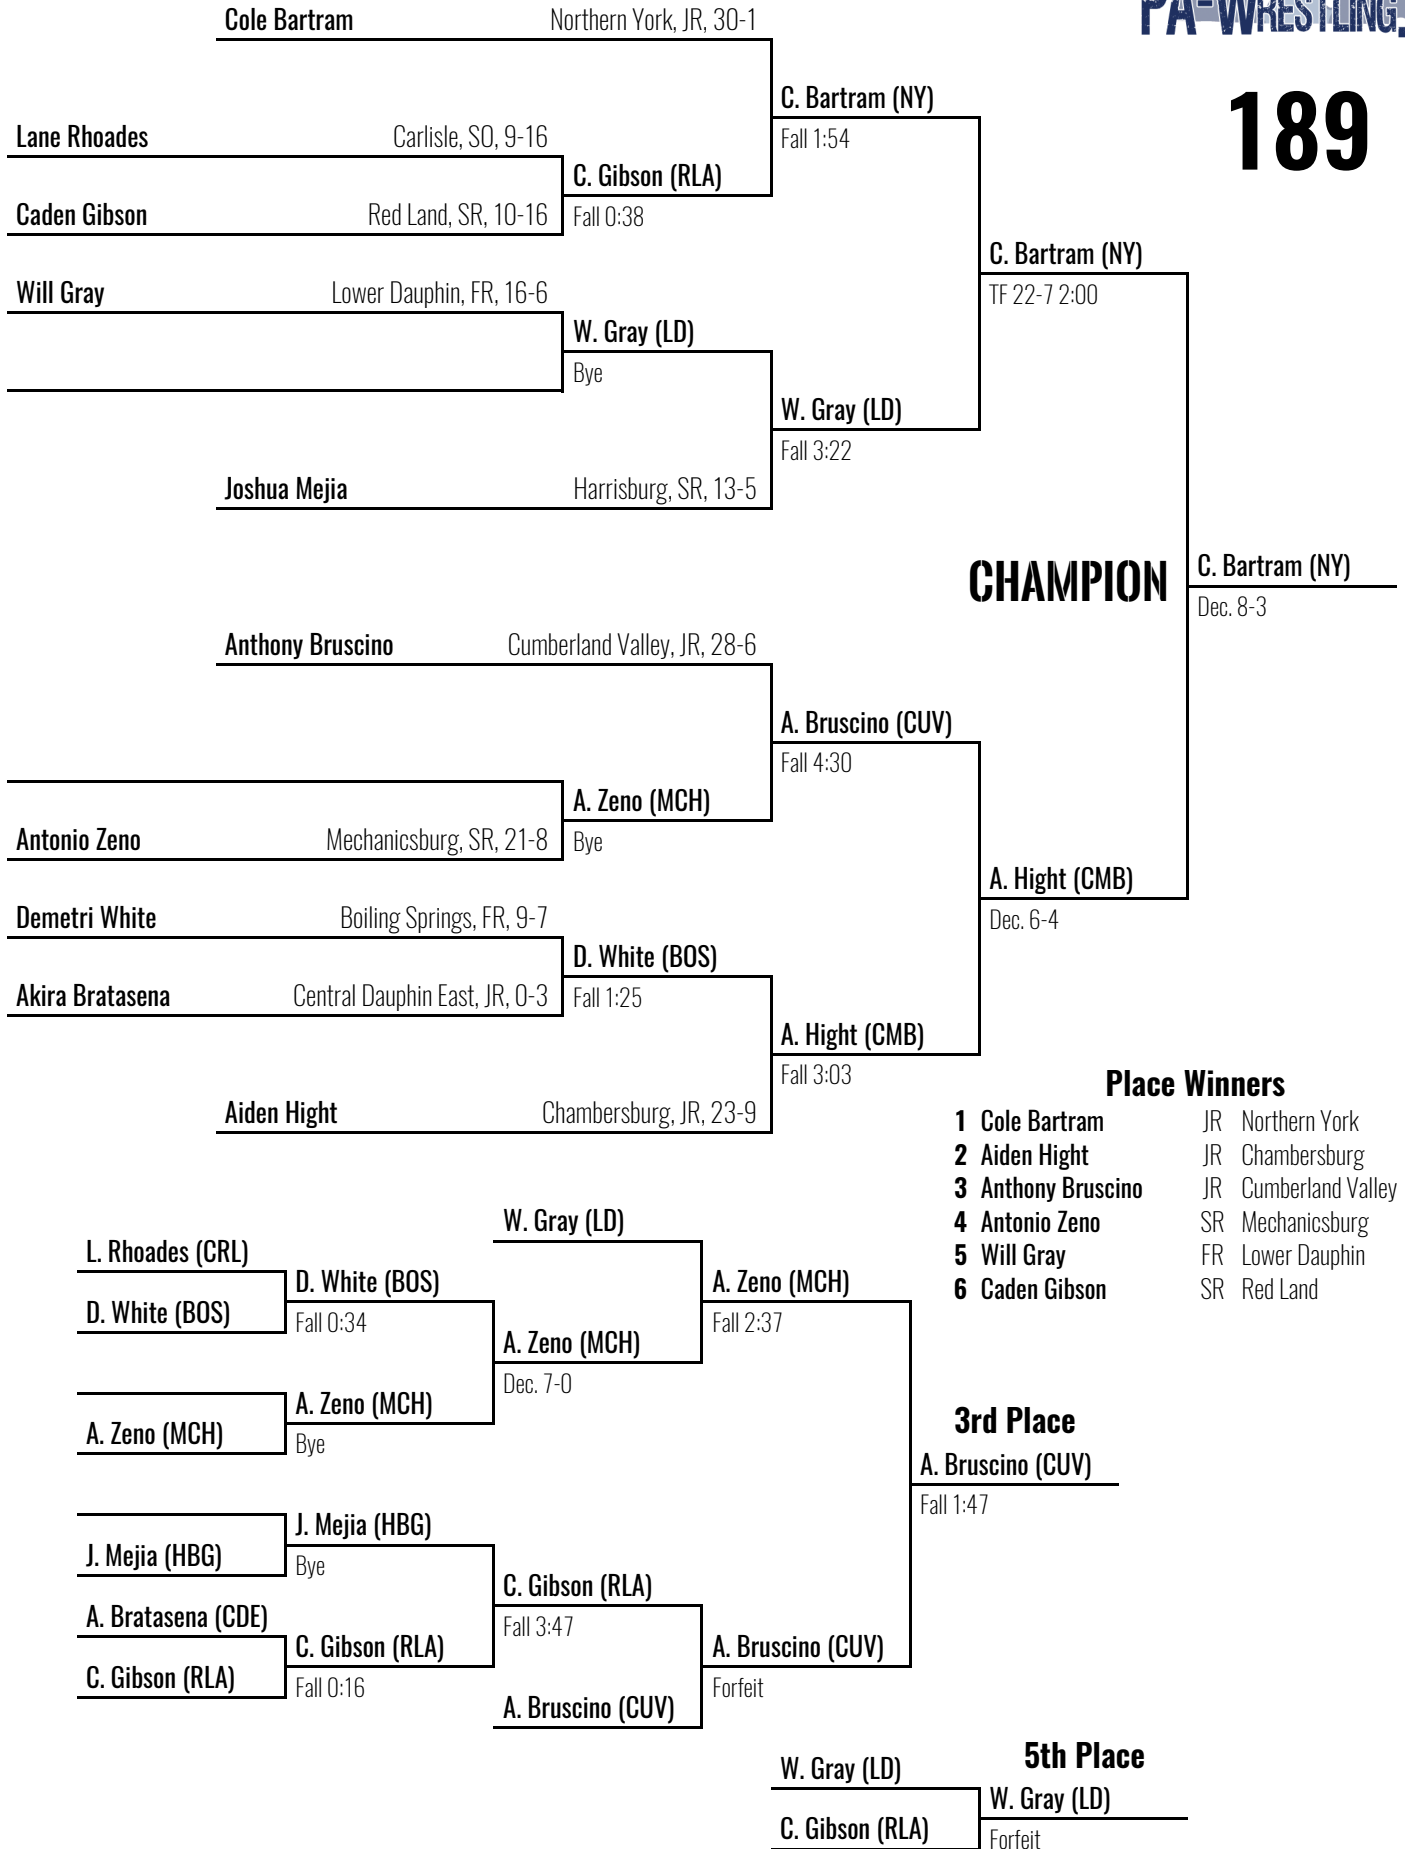 PA-WRESTLING.
189
Cole Bartram Northern York, JR, 30-1
C. Bartram (NY)
Fall 1:54
Lane Rhoades Carlisle, SO, 9-16
C. Gibson (RLA)
Fall 0:38
Caden Gibson Red Land, SR, 10-16
C. Bartram (NY)
TF 22-7 2:00
Will Gray Lower Dauphin, FR, 16-6
W. Gray (LD)
Bye
W. Gray (LD)
Fall 3:22
Joshua Mejia Harrisburg, SR, 13-5
CHAMPION
C. Bartram (NY)
Dec. 8-3
Anthony Bruscino Cumberland Valley, JR, 28-6
A. Bruscino (CUV)
Fall 4:30
A. Zeno (MCH)
Bye
Antonio Zeno Mechanicsburg, SR, 21-8
A. Hight (CMB)
Dec. 6-4
Demetri White Boiling Springs, FR, 9-7
D. White (BOS)
Fall 1:25
Akira Bratasena Central Dauphin East, JR, 0-3
A. Hight (CMB)
Fall 3:03
Aiden Hight Chambersburg, JR, 23-9
Place Winners
1 Cole Bartram JR Northern York
2 Aiden Hight JR Chambersburg
3 Anthony Bruscino JR Cumberland Valley
4 Antonio Zeno SR Mechanicsburg
5 Will Gray FR Lower Dauphin
6 Caden Gibson SR Red Land
W. Gray (LD)
L. Rhoades (CRL)
D. White (BOS)
Fall 0:34
D. White (BOS)
A. Zeno (MCH)
Fall 2:37
A. Zeno (MCH)
Dec. 7-0
A. Zeno (MCH)
Bye
A. Zeno (MCH)
3rd Place
A. Bruscino (CUV)
Fall 1:47
J. Mejia (HBG)
Bye
J. Mejia (HBG)
C. Gibson (RLA)
Fall 3:47
A. Bratasena (CDE)
C. Gibson (RLA)
Fall 0:16
C. Gibson (RLA)
A. Bruscino (CUV)
Forfeit
A. Bruscino (CUV)
5th Place
W. Gray (LD)
W. Gray (LD)
Forfeit
C. Gibson (RLA)